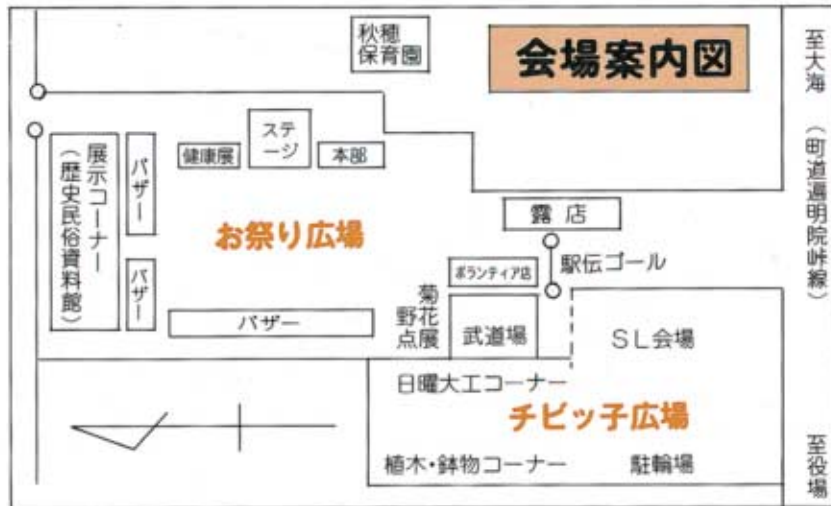 会場案内図
秋穂
保育園
ステ
ージ
健康展
本部
展示コーナー
（歴史民俗資料館）
バザー
バザー
お祭り広場
バザー
露店
ボランティア店
駅伝ゴール
菊花展
野点
武道場
SL会場
日曜大工コーナー
チビッ子広場
植木・鉢物コーナー
駐輪場
至大海
（町道遍明院峠線）
至役場